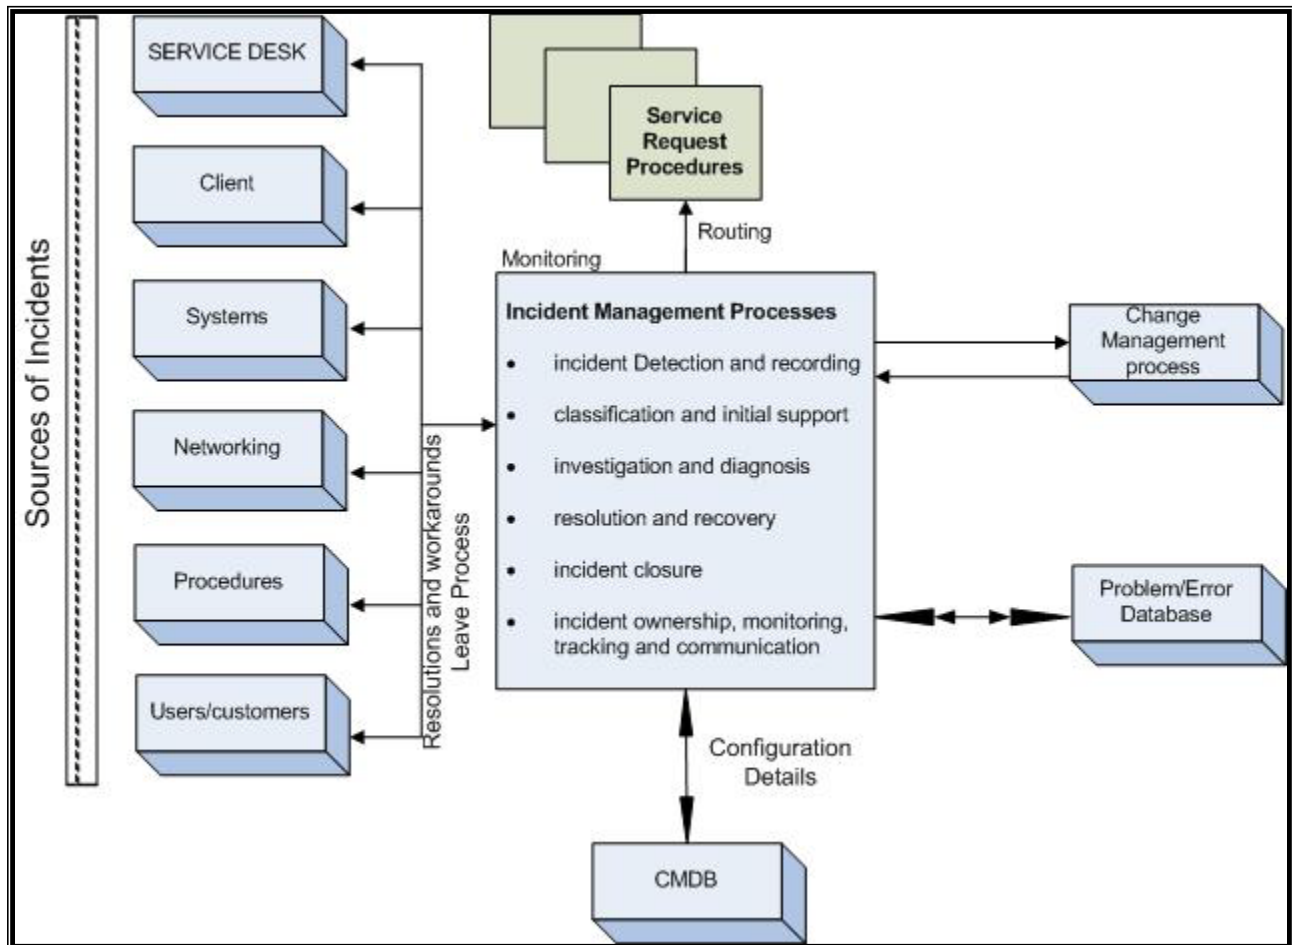 Sources of Incidents
SERVICE DESK
Client
Systems
Networking
Procedures
Users/customers
Resolutions and workarounds
Leave Process
Service
Request
Procedures
Routing
Monitoring
Incident Management Processes
• incident Detection and recording
• classification and initial support
• investigation and diagnosis
• resolution and recovery
• incident closure
• incident ownership, monitoring,
tracking and communication
Change
Management
process
Problem/Error
Database
Configuration
Details
CMDB